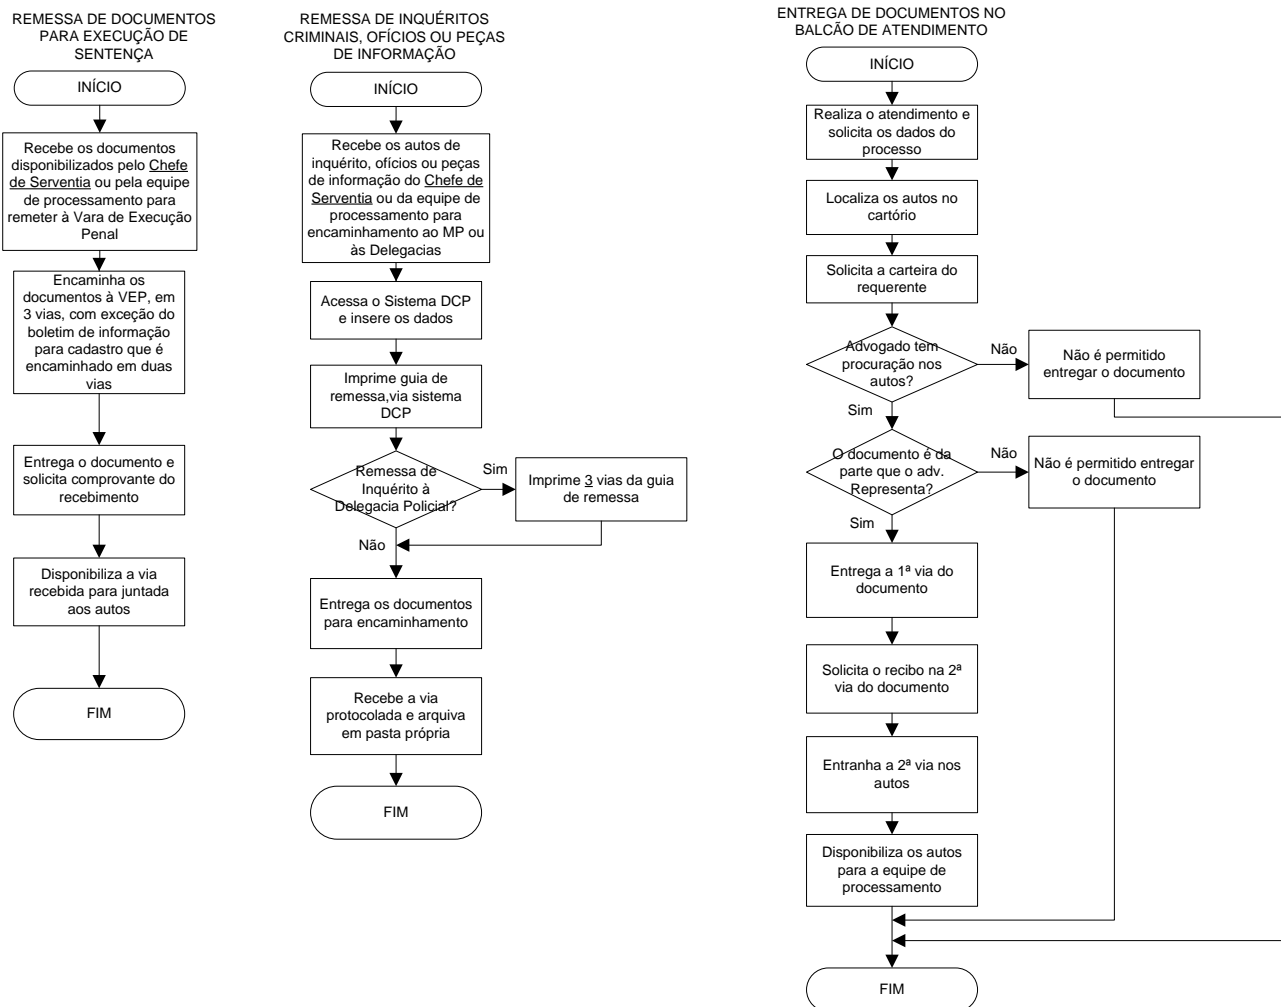 REMESSA DE DOCUMENTOS
PARA EXECUÇÃO DE
SENTENÇA
INÍCIO
Recebe os documentos
disponibilizados pelo Chefe
de Serventia ou pela equipe
de processamento para
remeter à Vara de Execução
Penal
Encaminha os
documentos à VEP, em
3 vias, com exceção do
boletim de informação
para cadastro que é
encaminhado em duas
vias
Entrega o documento e
solicita comprovante do
recebimento
Disponibiliza a via
recebida para juntada
aos autos
FIM
REMESSA DE INQUÉRITOS
CRIMINAIS, OFÍCIOS OU PEÇAS
DE INFORMAÇÃO
INÍCIO
Recebe os autos de
inquérito, ofícios ou peças
de informação do Chefe de
Serventia ou da equipe de
processamento para
encaminhamento ao MP ou
às Delegacias
Acessa o Sistema DCP
e insere os dados
Imprime guia de
remessa,via sistema
DCP
Remessa de
Inquérito à
Delegacia Policial?
Sim
Imprime 3 vias da guia
de remessa
Não
Entrega os documentos
para encaminhamento
Recebe a via
protocolada e arquiva
em pasta própria
FIM
ENTREGA DE DOCUMENTOS NO
BALCÃO DE ATENDIMENTO
INÍCIO
Realiza o atendimento e
solicita os dados do
processo
Localiza os autos no
cartório
Solicita a carteira do
requerente
Advogado tem
procuração nos
autos?
Não
Não é permitido
entregar o documento
Sim
O documento é da
parte que o adv.
Representa?
Não
Não é permitido entregar
o documento
Sim
Entrega a 1ª via do
documento
Solicita o recibo na 2ª
via do documento
Entranha a 2ª via nos
autos
Disponibiliza os autos
para a equipe de
processamento
FIM